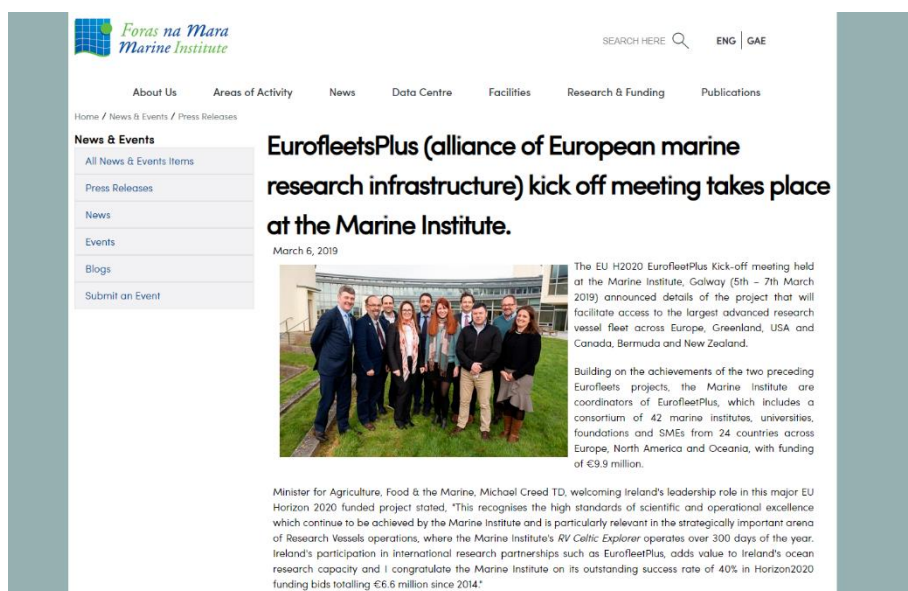 Foras na Mara
Marine Institute
SEARCH HERE
ENG | GAE
About Us
Areas of Activity
News
Data Centre
Facilities
Research & Funding
Publications
Home / News & Events / Press Releases
News & Events
All News & Events Items
Press Releases
News
Events
Blogs
Submit an Event
EurofleetsPlus (alliance of European marine
research infrastructure) kick off meeting takes place
at the Marine Institute.
March 6, 2019
The EU H2020 EurofleetPlus Kick-off meeting held
at the Marine Institute, Galway (5th – 7th March
2019) announced details of the project that will
facilitate access to the largest advanced research
vessel fleet across Europe, Greenland, USA and
Canada, Bermuda and New Zealand.
Building on the achievements of the two preceding
Eurofleets projects, the Marine Institute are
coordinators of EurofleetPlus, which includes a
consortium of 42 marine institutes, universities,
foundations and SMEs from 24 countries across
Europe, North America and Oceania, with funding
of €9.9 million.
Minister for Agriculture, Food & the Marine, Michael Creed TD, welcoming Ireland's leadership role in this major EU
Horizon 2020 funded project stated, "This recognises the high standards of scientific and operational excellence
which continue to be achieved by the Marine Institute and is particularly relevant in the strategically important arena
of Research Vessels operations, where the Marine Institute's RV Celtic Explorer operates over 300 days of the year.
Ireland's participation in international research partnerships such as EurofleetPlus, adds value to Ireland's ocean
research capacity and I congratulate the Marine Institute on its outstanding success rate of 40% in Horizon2020
funding bids totalling €6.6 million since 2014."